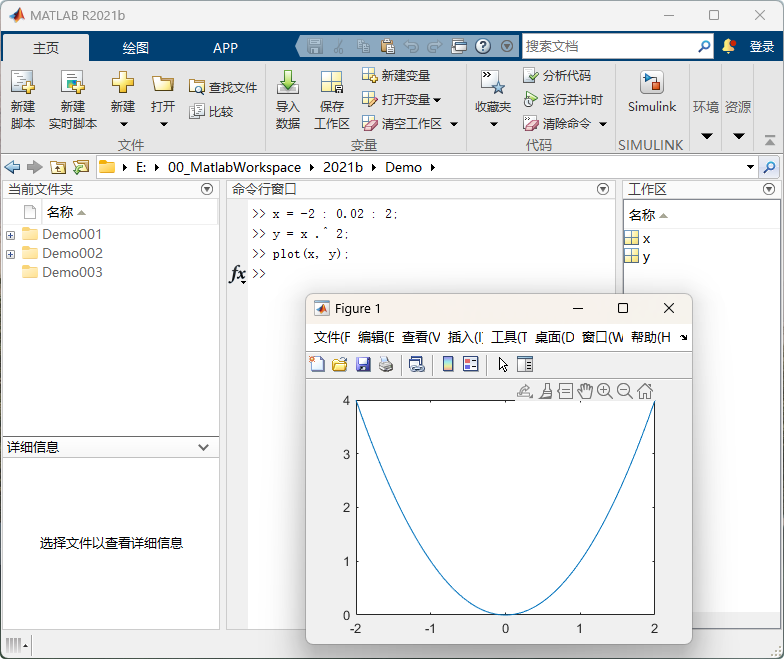 MATLAB R2021b
主页 绘图 APP 搜索文档 登录
新建脚本 新建实时脚本 新建 打开 查找文件 比较
文件
导入数据 保存工作区 新建变量 打开变量 清空工作区
变量
收藏夹 分析代码 运行并计时 清除命令
代码
Simulink
SIMULINK
环境 资源
E: 00_MatlabWorkspace 2021b Demo
当前文件夹
名称
Demo001
Demo002
Demo003
详细信息
选择文件以查看详细信息
命令行窗口
>> x = -2 : 0.02 : 2;
>> y = x .^ 2;
>> plot(x, y);
fx >>
工作区
名称
x
y
Figure 1
文件(F 编辑(E 查看(V 插入(I 工具(T 桌面(D 窗口(W 帮助(H
4
3
2
1
0
-2 -1 0 1 2